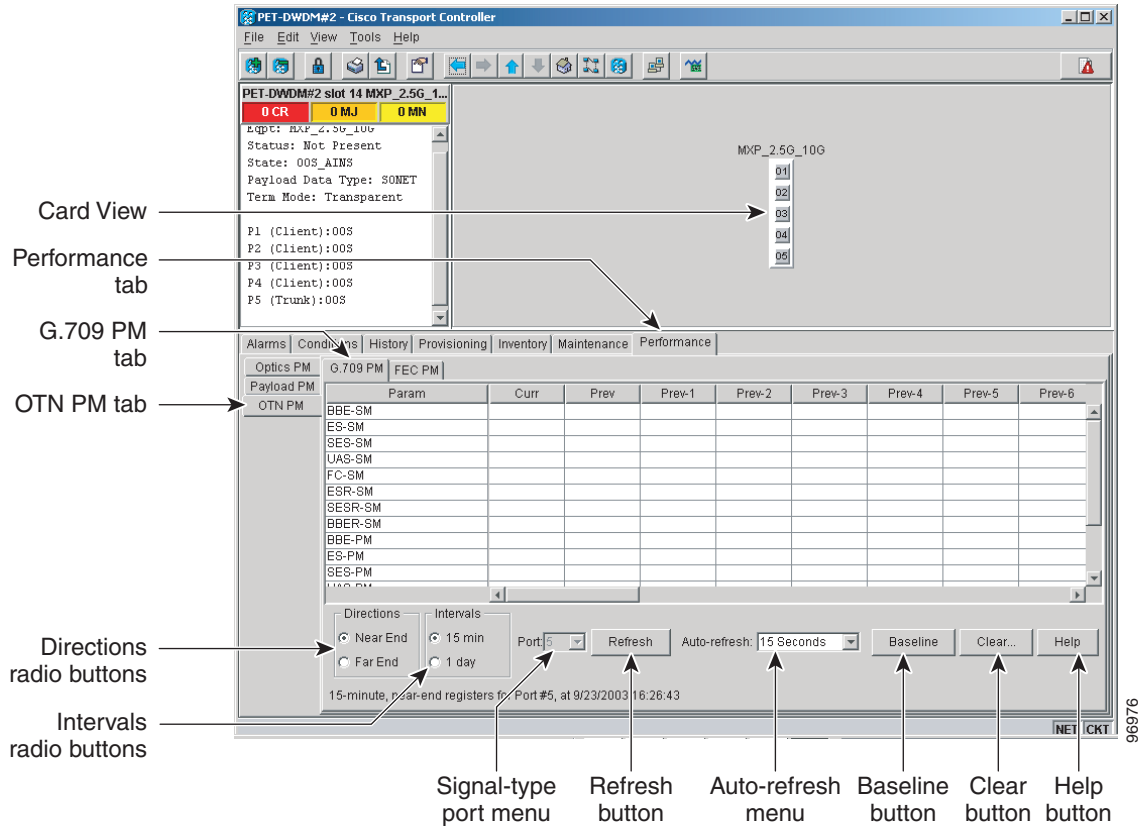 PET-DWDM#2 - Cisco Transport Controller
File Edit View Tools Help
PET-DWDM#2 slot 14 MXP_2.5G_1...
0 CR 0 MJ 0 MN
Eqpt: MXP_2.5G_10G
Status: Not Present
State: OOS_AINS
Payload Data Type: SONET
Term Mode: Transparent
P1 (Client):OOS
P2 (Client):OOS
P3 (Client):OOS
P4 (Client):OOS
P5 (Trunk):OOS
MXP_2.5G_10G
01
02
03
04
05
Card View
Performance
tab
G.709 PM
tab
OTN PM tab
Directions
radio buttons
Intervals
radio buttons
Alarms Conditions History Provisioning Inventory Maintenance Performance
Optics PM
Payload PM
OTN PM
G.709 PM FEC PM
Param Curr Prev Prev-1 Prev-2 Prev-3 Prev-4 Prev-5 Prev-6
BBE-SM
ES-SM
SES-SM
UAS-SM
FC-SM
ESR-SM
SESR-SM
BBER-SM
BBE-PM
ES-PM
SES-PM
UAS-PM
Directions Intervals
Near End 15 min Port: 5 Refresh Auto-refresh: 15 Seconds Baseline Clear... Help
Far End 1 day
15-minute, near-end registers for Port #5, at 9/23/2003 16:26:43
NET CKT
96976
Signal-type
port menu
Refresh
button
Auto-refresh
menu
Baseline
button
Clear
button
Help
button